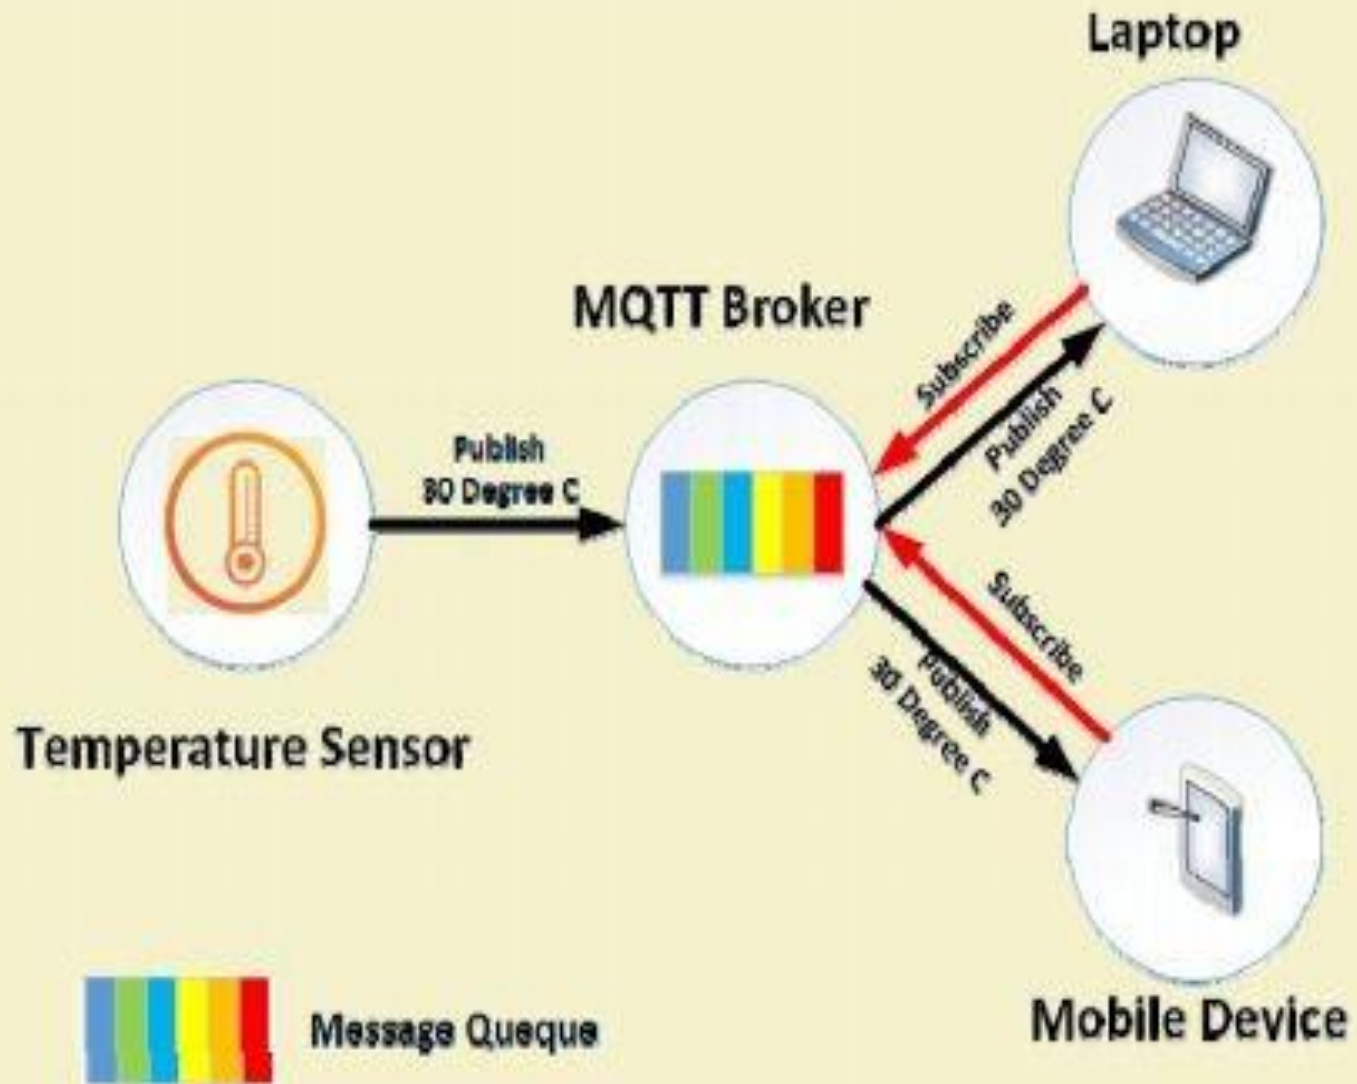 Laptop
MQTT Broker
Subscribe
Publish
30 Degree C
Publish
30 Degree C
Subscribe
Publish
30 Degree C
Temperature Sensor
Mobile Device
Message Queque